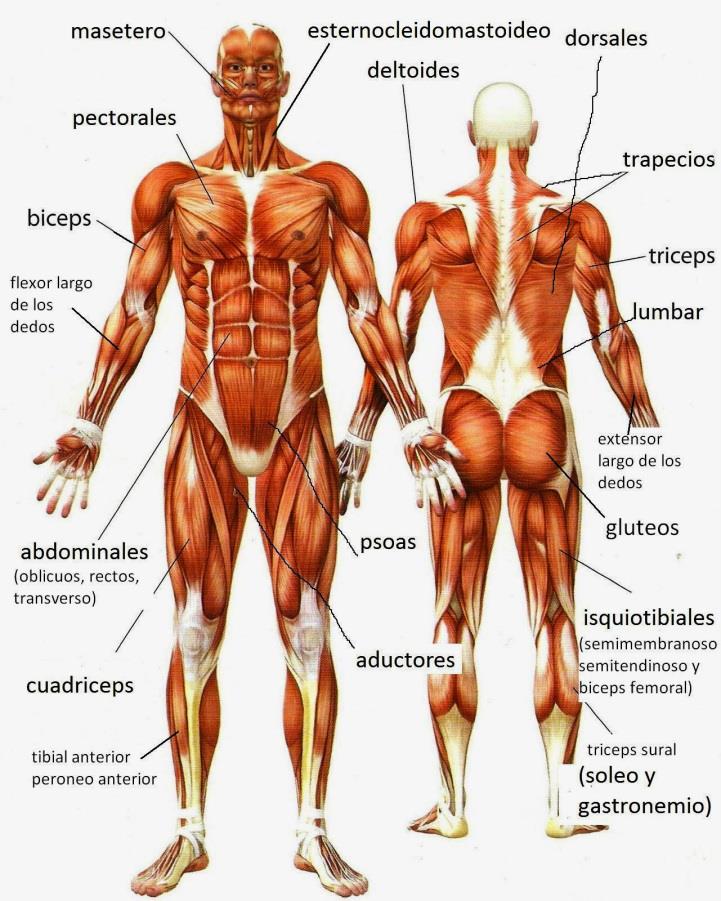 masetero
esternocleidomastoideo
dorsales
deltoides
pectorales
trapecios
biceps
triceps
flexor largo
de los
dedos
lumbar
extensor
largo de los
dedos
gluteos
psoas
abdominales
(oblicuos, rectos,
transverso)
isquiotibiales
(semimembranoso
semitendinoso y
biceps femoral)
aductores
cuadriceps
tibial anterior
peroneo anterior
triceps sural
(soleo y
gastronemio)